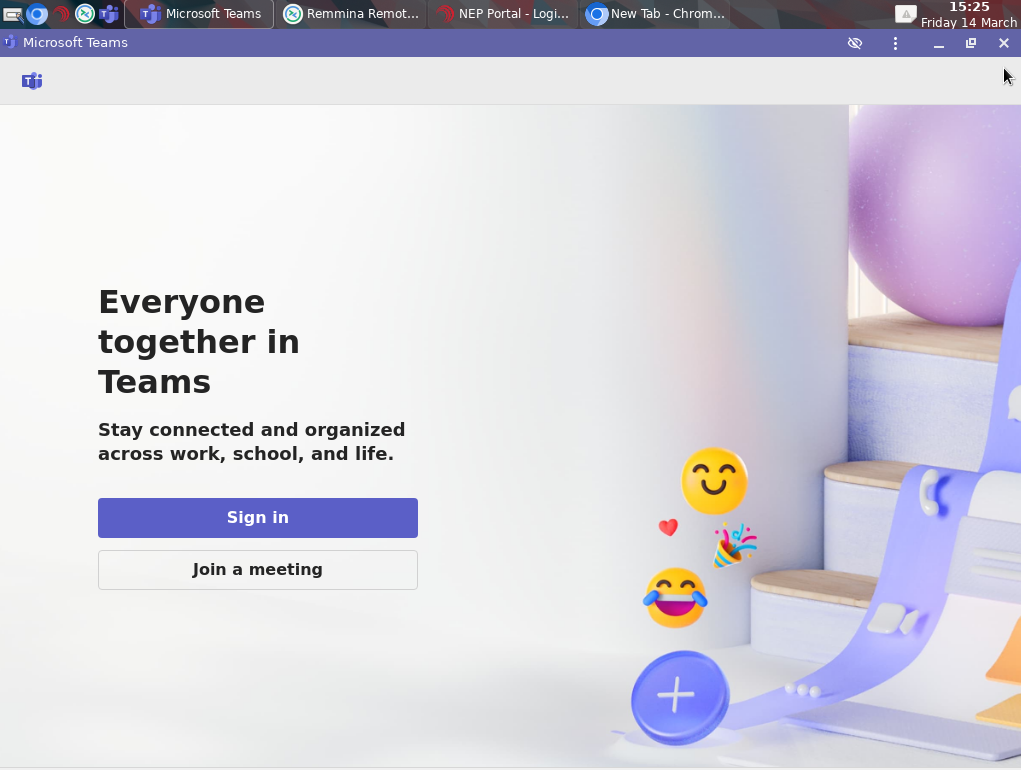 Microsoft Teams
Remmina Remot...
NEP Portal - Logi...
New Tab - Chrom...
15:25
Friday 14 March
Microsoft Teams
Everyone
together in
Teams
Stay connected and organized
across work, school, and life.
Sign in
Join a meeting